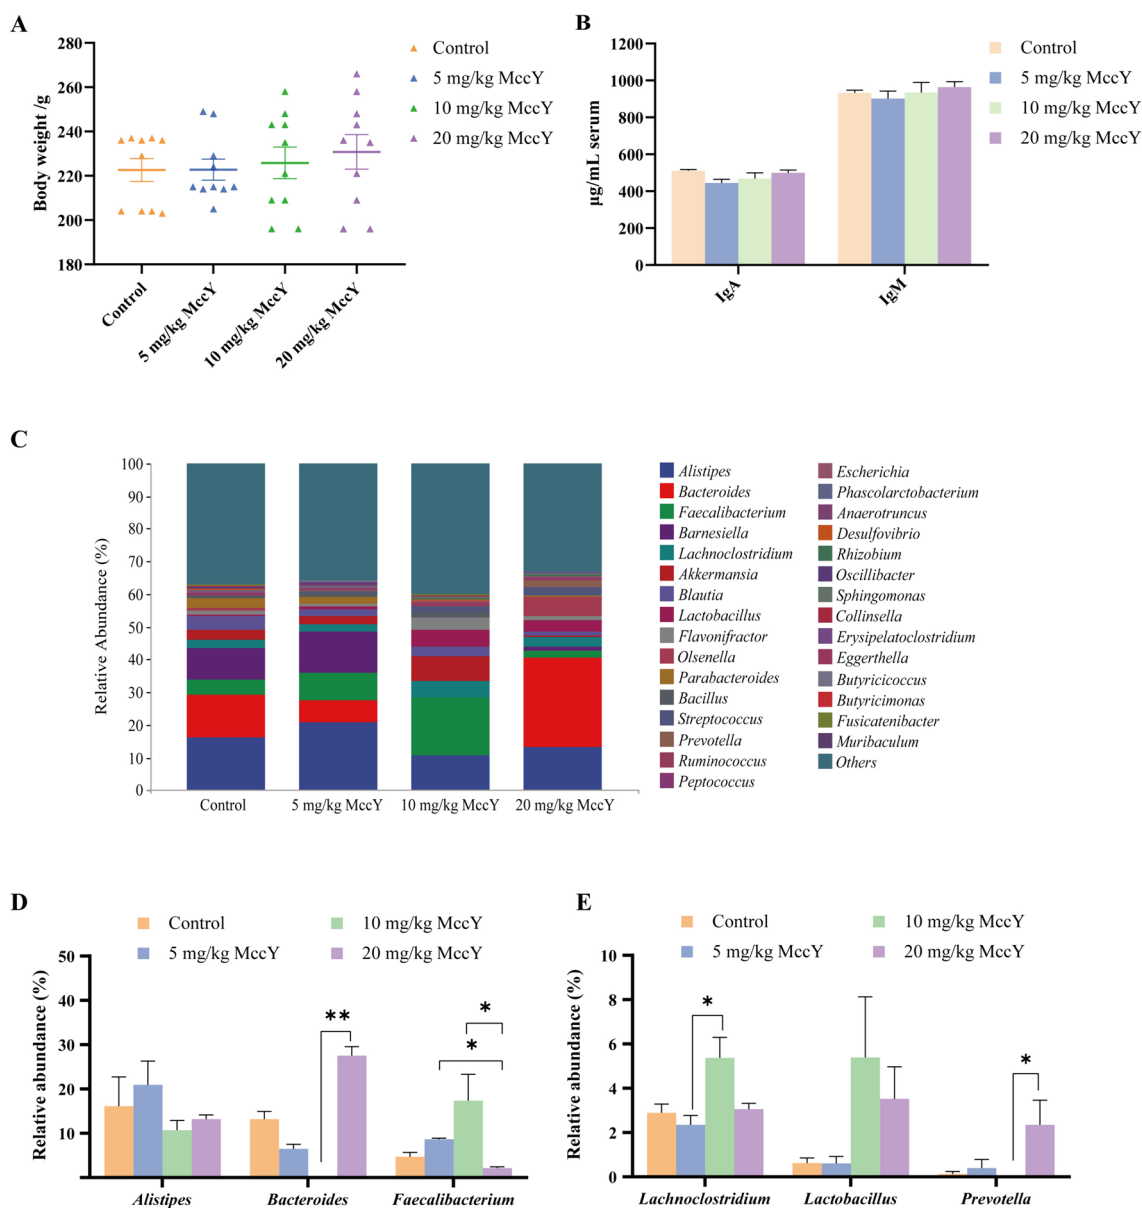 A
280
260
240
220
200
180
Body weight /g
Control
5 mg/kg MccY
10 mg/kg MccY
20 mg/kg MccY
Control
5 mg/kg MccY
10 mg/kg MccY
20 mg/kg MccY
B
1200
1000
800
600
400
200
0
µg/mL serum
IgA
IgM
Control
5 mg/kg MccY
10 mg/kg MccY
20 mg/kg MccY
C
100
90
80
70
60
50
40
30
20
10
0
Relative Abundance (%)
Control
5 mg/kg MccY
10 mg/kg MccY
20 mg/kg MccY
Alistipes
Bacteroides
Faecalibacterium
Barnesiella
Lachnoclostridium
Akkermansia
Blautia
Lactobacillus
Flavonifractor
Olsenella
Parabacteroides
Bacillus
Streptococcus
Prevotella
Ruminococcus
Peptococcus
Escherichia
Phascolarctobacterium
Anaerotruncus
Desulfovibrio
Rhizobium
Oscillibacter
Sphingomonas
Collinsella
Erysipelatoclostridium
Eggerthella
Butyricicoccus
Butyricimonas
Fusicatenibacter
Muribaculum
Others
D
Control
5 mg/kg MccY
10 mg/kg MccY
20 mg/kg MccY
50
40
30
20
10
Relative abundance (%)
**
*
*
Alistipes
Bacteroides
Faecalibacterium
E
Control
5 mg/kg MccY
10 mg/kg MccY
20 mg/kg MccY
10
8
6
4
2
0
Relative abundance (%)
*
*
Lachnoclostridium
Lactobacillus
Prevotella